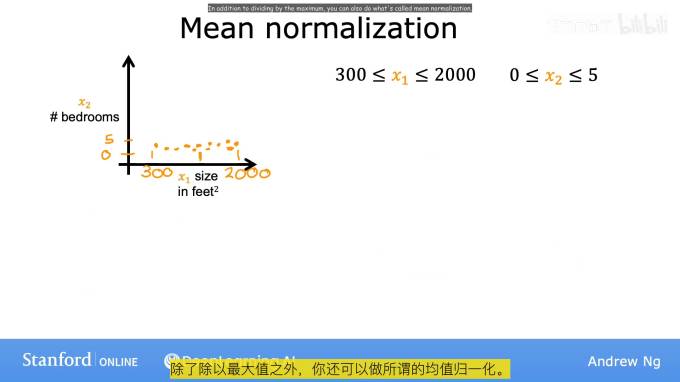 In addition to dividing by the maximum, you can also do what's called mean normalization.
Mean normalization
bilibili
300 ≤ x₁ ≤ 2000
0 ≤ x₂ ≤ 5
x₂
# bedrooms
5
0
300
x₁ size
2000
in feet²
Stanford ONLINE
DeepLearning.AI
Andrew Ng
除了除以最大值之外，你还可以做所谓的均值归一化。